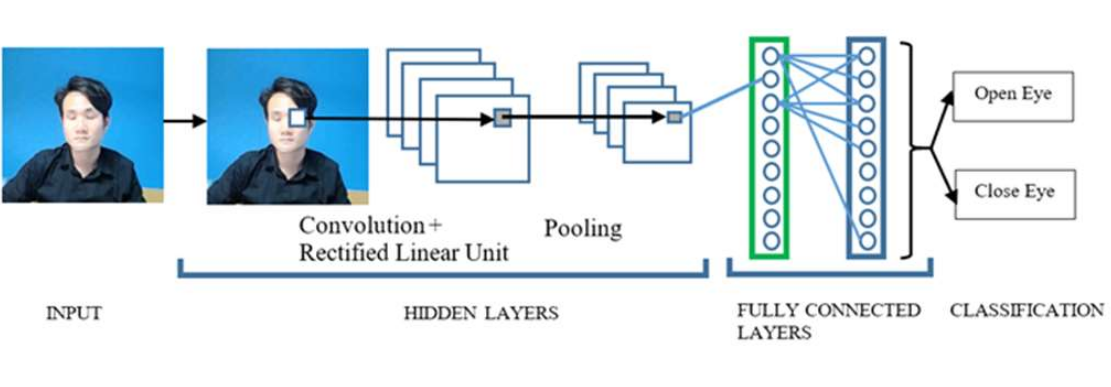 Open Eye
Close Eye
Convolution +
Rectified Linear Unit
Pooling
INPUT
HIDDEN LAYERS
FULLY CONNECTED
LAYERS
CLASSIFICATION